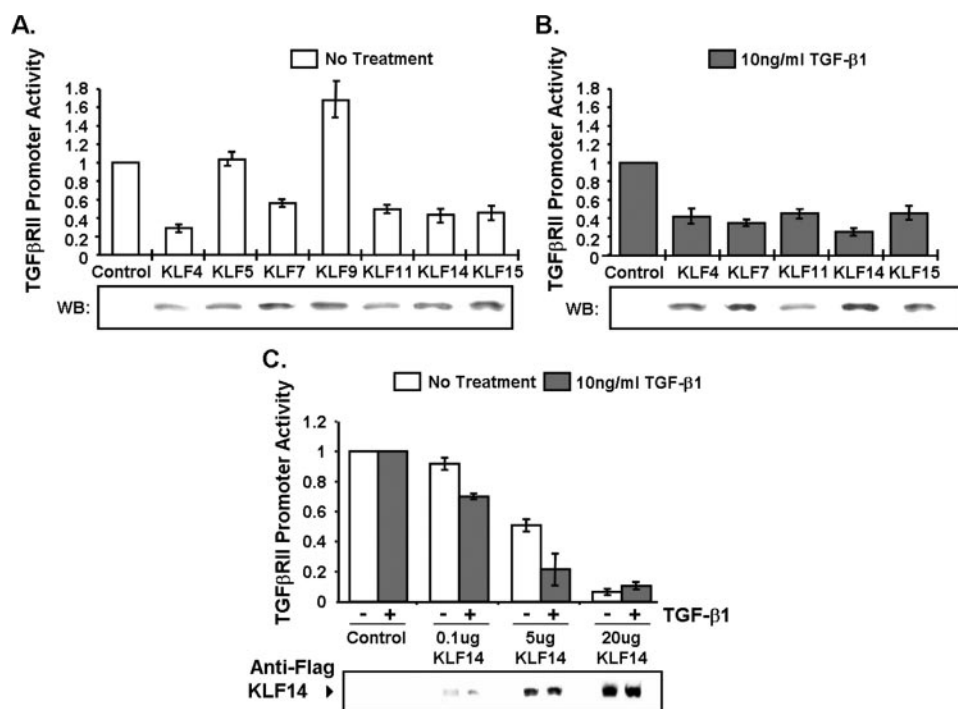 A.
No Treatment
TGFβRII Promoter Activity
1.8
1.6
1.4
1.2
1
0.8
0.6
0.4
0.2
0
Control KLF4 KLF5 KLF7 KLF9 KLF11 KLF14 KLF15
WB:
B.
10ng/ml TGF-β1
TGFβRII Promoter Activity
1.8
1.6
1.4
1.2
1
0.8
0.6
0.4
0.2
0
Control KLF4 KLF7 KLF11 KLF14 KLF15
WB:
C.
No Treatment 10ng/ml TGF-β1
TGFβRII Promoter Activity
1.2
1
0.8
0.6
0.4
0.2
0
- + - + - + - + TGF-β1
Control 0.1ug 5ug 20ug
KLF14 KLF14 KLF14
Anti-Flag
KLF14